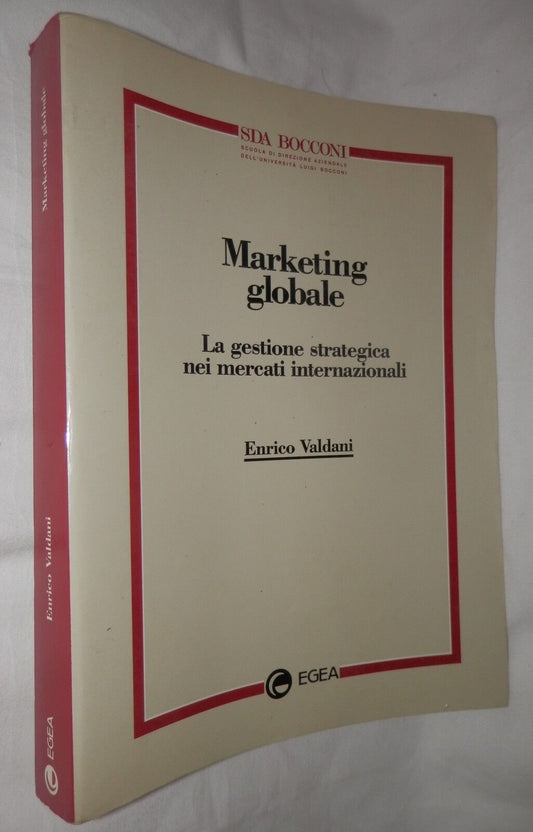 SDA BOCCONI
SCUOLA DI DIREZIONE AZIENDALE
DELL'UNIVERSITÀ LUIGI BOCCONI
Marketing
globale
La gestione strategica
nei mercati internazionali
Enrico Valdani
EGEA
Marketing globale
Enrico Valdani
EGEA